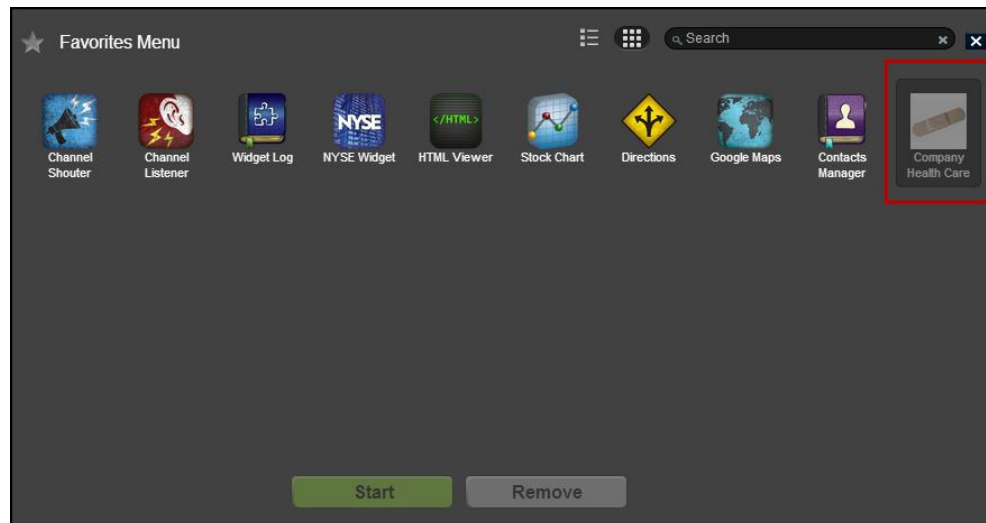 Favorites Menu
Search
NYSE
</HTML>
Channel
Shouter
Channel
Listener
Widget Log
NYSE Widget
HTML Viewer
Stock Chart
Directions
Google Maps
Contacts
Manager
Company
Health Care
Start
Remove